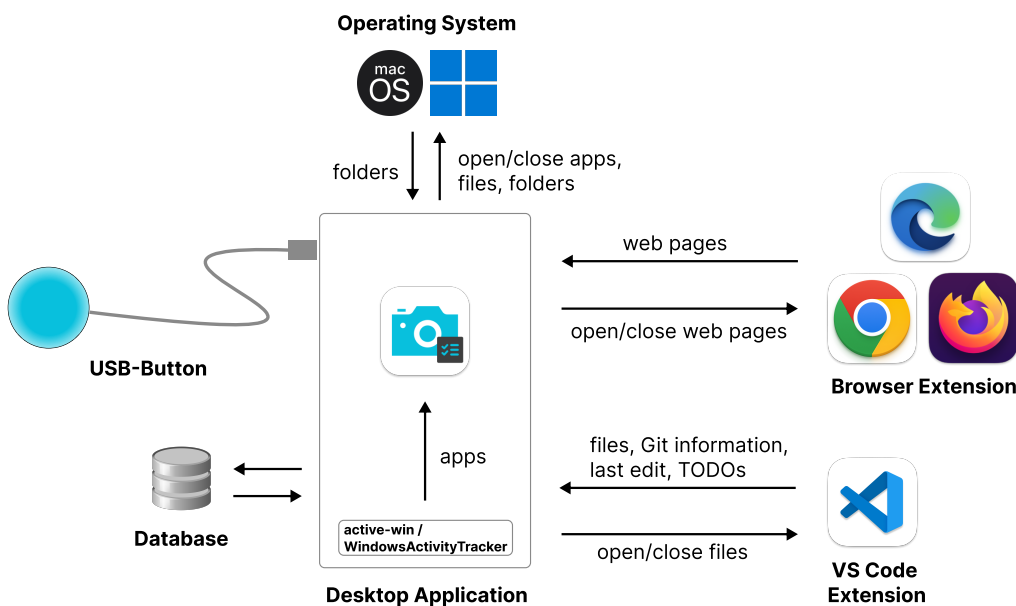 Operating System
mac
OS
folders
open/close apps,
files, folders
web pages
open/close web pages
USB-Button
Browser Extension
apps
files, Git information,
last edit, TODOs
active-win /
WindowsActivityTracker
open/close files
Database
Desktop Application
VS Code
Extension